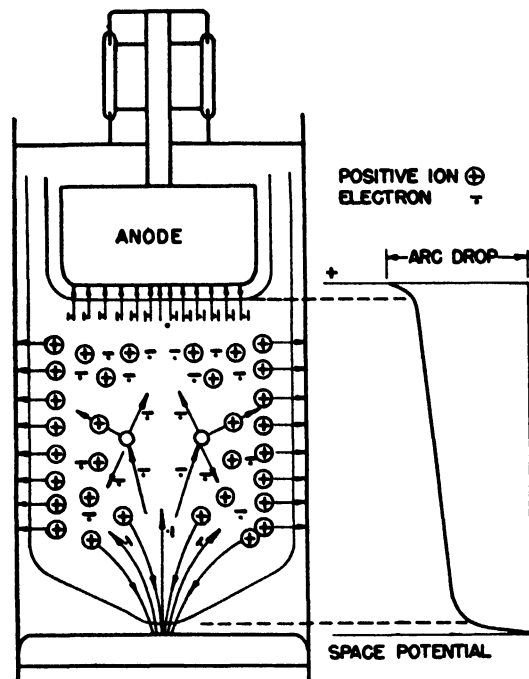 POSITIVE ION ⊕
ELECTRON
ANODE
ARC DROP
+
SPACE POTENTIAL